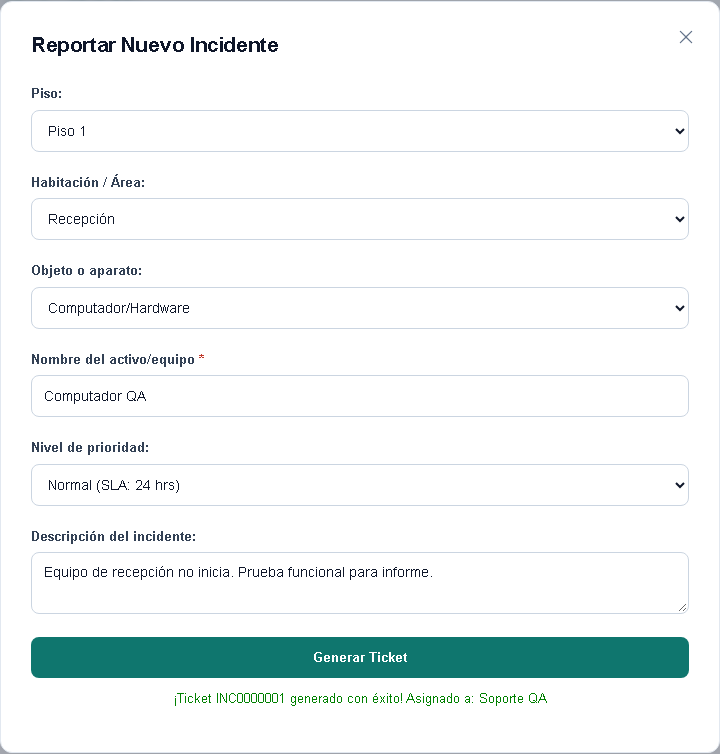 Reportar Nuevo Incidente
Piso:
Piso 1
Habitación / Área:
Recepción
Objeto o aparato:
Computador/Hardware
Nombre del activo/equipo *
Computador QA
Nivel de prioridad:
Normal (SLA: 24 hrs)
Descripción del incidente:
Equipo de recepción no inicia. Prueba funcional para informe.
Generar Ticket
¡Ticket INC0000001 generado con éxito! Asignado a: Soporte QA